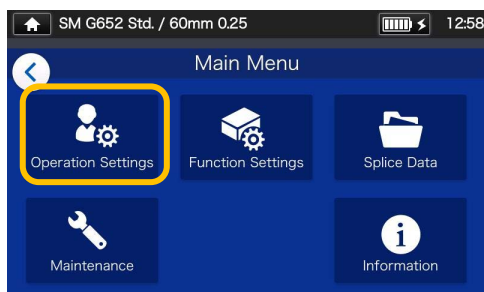 SM G652 Std. / 60mm 0.25 12:58
Main Menu
Operation Settings Function Settings Splice Data
Maintenance Information